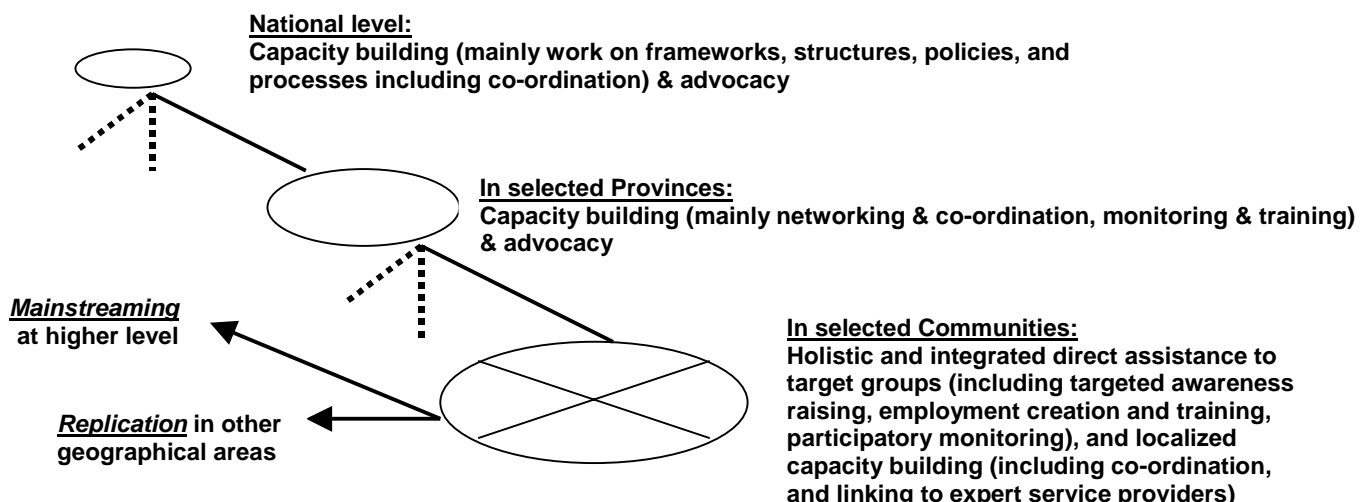 National level:
Capacity building (mainly work on frameworks, structures, policies, and
processes including co-ordination) & advocacy
In selected Provinces:
Capacity building (mainly networking & co-ordination, monitoring & training)
& advocacy
Mainstreaming
at higher level
Replication in other
geographical areas
In selected Communities:
Holistic and integrated direct assistance to
target groups (including targeted awareness
raising, employment creation and training,
participatory monitoring), and localized
capacity building (including co-ordination,
and linking to expert service providers)